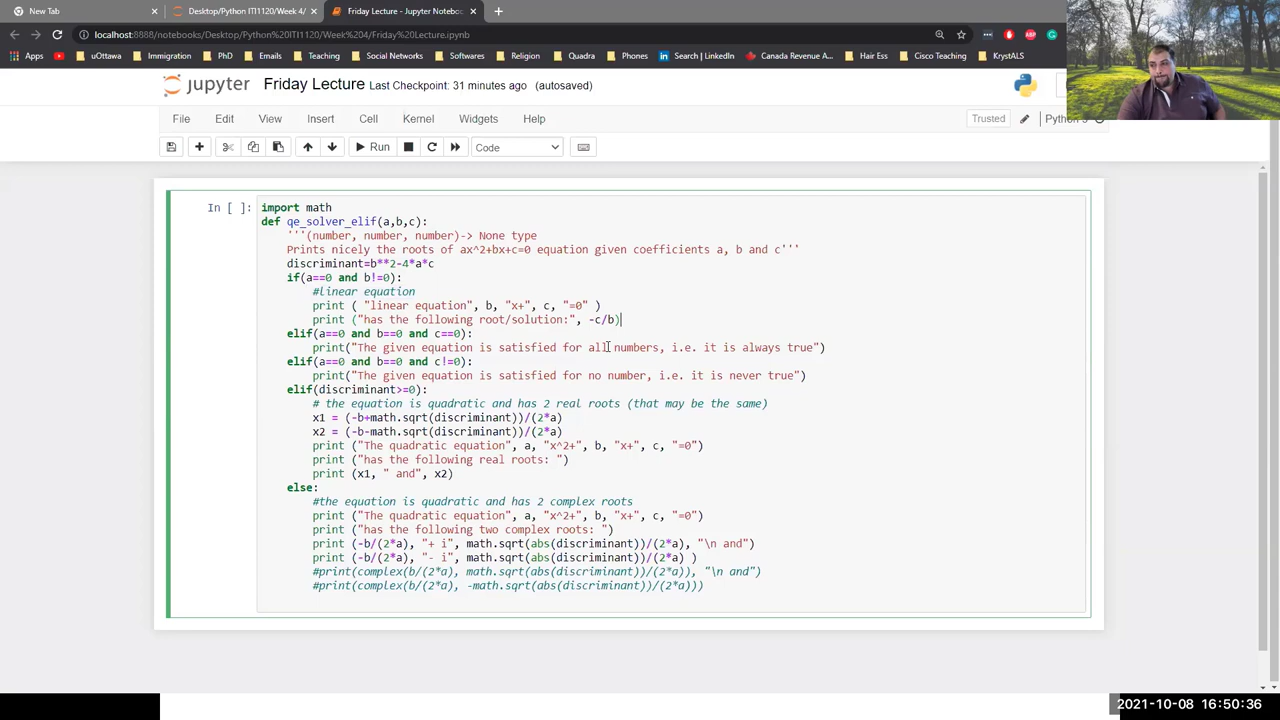 New Tab
Desktop/Python ITI1120/Week 4/
Friday Lecture - Jupyter Noteboo
localhost:8888/notebooks/Desktop/Python%20ITI1120/Week%204/Friday%20Lecture.ipynb
Apps
uOttawa
Important
Emails
Teaching
Social Networks
Softwares
Religion
Quadra
Phones
Search | LinkedIn
Canada Revenue A...
Hair Ess
Cisco Teaching
KrystALS
jupyter
Friday Lecture Last Checkpoint: 31 minutes ago (autosaved)
File Edit View Insert Cell Kernel Widgets Help
Trusted
Run
Code
In [ ]:
import math
def qe_solver_elif(a,b,c):
'''(number, number, number)-> None type
Prints nicely the roots of ax^2+bx+c=0 equation given coefficients a, b and c'''
discriminant=b**2-4*a*c
if(a==0 and b!=0):
#linear equation
print ( "linear equation", b, "x+", c, "=0" )
print ("has the following root/solution:", -c/b)
elif(a==0 and b==0 and c==0):
print("The given equation is satisfied for all numbers, i.e. it is always true")
elif(a==0 and b==0 and c!=0):
print("The given equation is satisfied for no number, i.e. it is never true")
elif(discriminant>=0):
# the equation is quadratic and has 2 real roots (that may be the same)
x1 = (-b+math.sqrt(discriminant))/(2*a)
x2 = (-b-math.sqrt(discriminant))/(2*a)
print ("The quadratic equation", a, "x^2+", b, "x+", c, "=0")
print ("has the following real roots: ")
print (x1, " and", x2)
else:
#the equation is quadratic and has 2 complex roots
print ("The quadratic equation", a, "x^2+", b, "x+", c, "=0")
print ("has the following two complex roots: ")
print (-b/(2*a), "+ i", math.sqrt(abs(discriminant))/(2*a), "\n and")
print (-b/(2*a), "- i", math.sqrt(abs(discriminant))/(2*a) )
#print(complex(b/(2*a), math.sqrt(abs(discriminant))/(2*a)), "\n and")
#print(complex(b/(2*a), -math.sqrt(abs(discriminant))/(2*a)))
2021-10-08 16:50:36